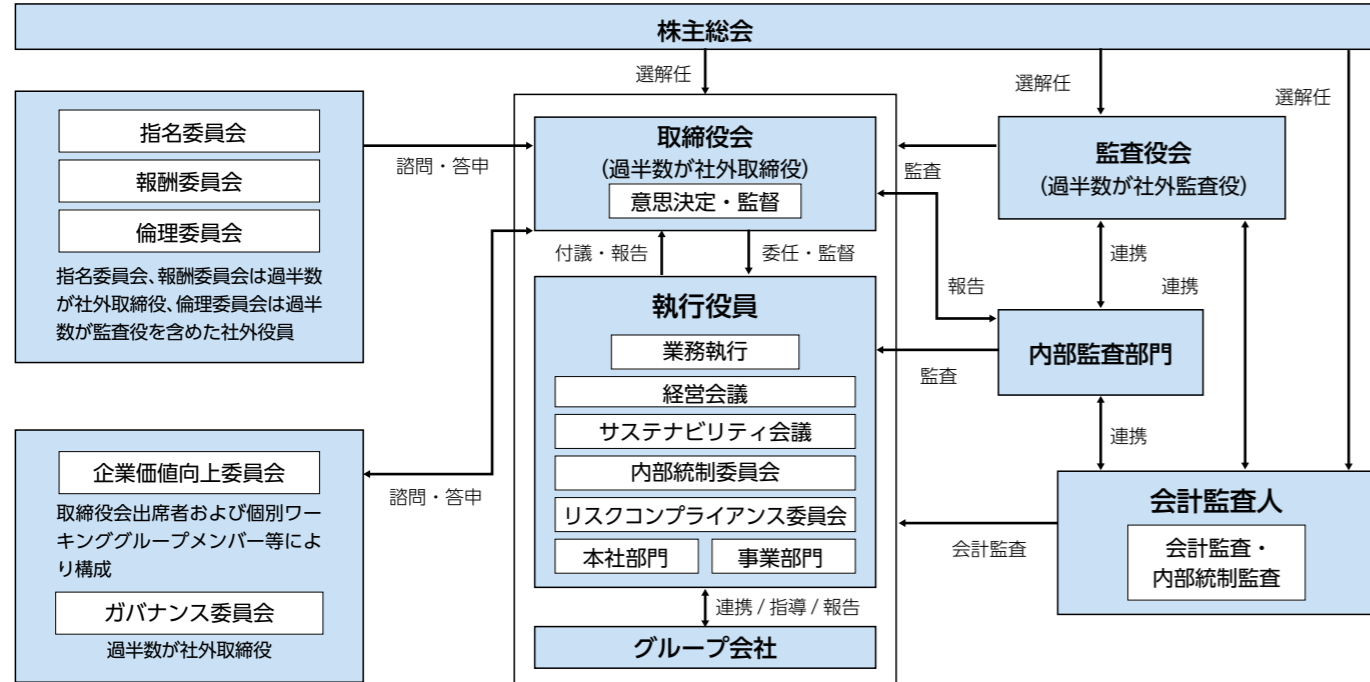 株主総会
選解任
選解任
選解任
指名委員会
報酬委員会
倫理委員会
指名委員会、報酬委員会は過半数
が社外取締役、倫理委員会は過半
数が監査役を含めた社外役員
諮問・答申
取締役会
(過半数が社外取締役)
意思決定・監督
監査
監査役会
(過半数が社外監査役)
付議・報告
委任・監督
報告
連携
連携
執行役員
業務執行
経営会議
サステナビリティ会議
内部統制委員会
リスクコンプライアンス委員会
本社部門
事業部門
監査
内部監査部門
連携
企業価値向上委員会
取締役会出席者および個別ワー
キンググループメンバー等によ
り構成
ガバナンス委員会
過半数が社外取締役
諮問・答申
会計監査
会計監査人
会計監査・
内部統制監査
連携 / 指導 / 報告
グループ会社